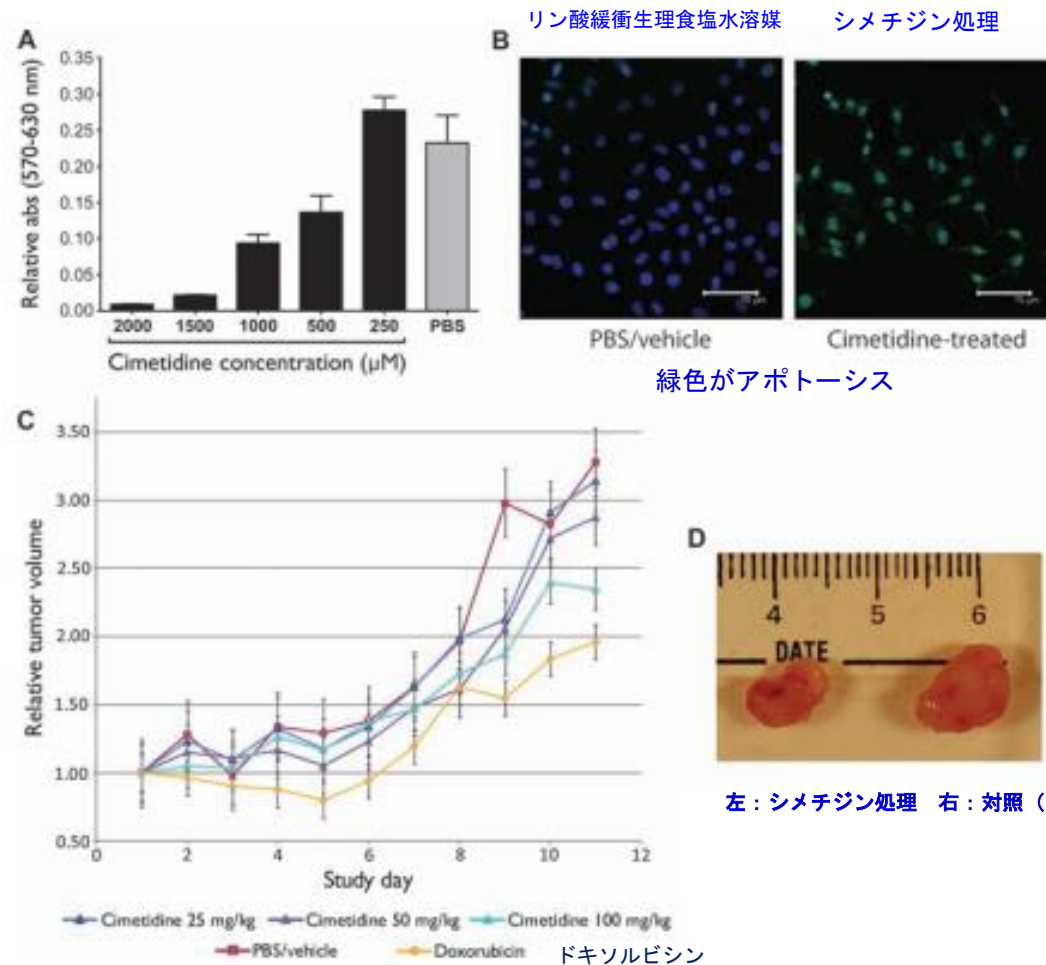 リン酸緩衝生理食塩水溶媒
シメチジン処理
A
B
Relative abs (570-630 nm)
0.35
0.30
0.25
0.20
0.15
0.10
0.05
0.00
2000 1500 1000 500 250 PBS
Cimetidine concentration (µM)
PBS/vehicle
Cimetidine-treated
緑色がアポトーシス
C
Relative tumor volume
3.50
3.00
2.50
2.00
1.50
1.00
0.50
0 2 4 6 8 10 12
Study day
Cimetidine 25 mg/kg Cimetidine 50 mg/kg Cimetidine 100 mg/kg
PBS/vehicle Doxorubicin ドキソルビシン
D
4 5 6
DATE
左：シメチジン処理 右：対照（